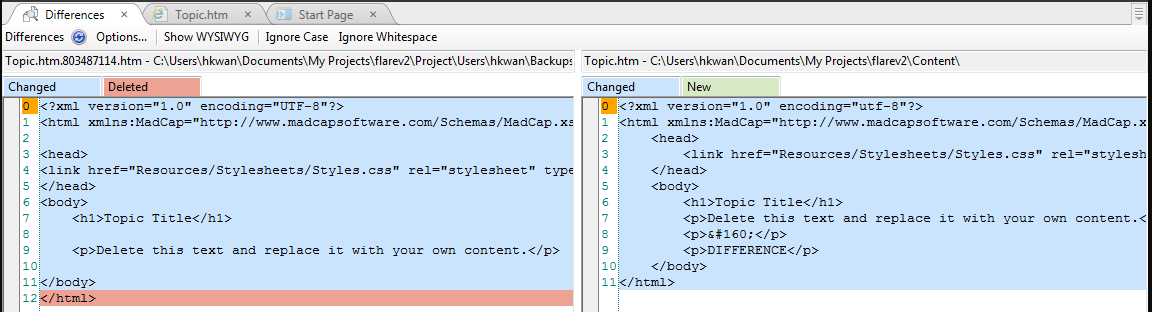 Differences Topic.htm Start Page
Differences Options... Show WYSIWYG Ignore Case Ignore Whitespace
Topic.htm.803487114.htm - C:\Users\hkwan\Documents\My Projects\flarev2\Project\Users\hkwan\Backups
Changed Deleted
0 <?xml version="1.0" encoding="UTF-8"?>
1 <html xmlns:MadCap="http://www.madcapsoftware.com/Schemas/MadCap.xs
2
3 <head>
4 <link href="Resources/Stylesheets/Styles.css" rel="stylesheet" type
5 </head>
6 <body>
7     <h1>Topic Title</h1>
8
9     <p>Delete this text and replace it with your own content.</p>
10
11 </body>
12 </html>
Topic.htm - C:\Users\hkwan\Documents\My Projects\flarev2\Content\
Changed New
0 <?xml version="1.0" encoding="utf-8"?>
1 <html xmlns:MadCap="http://www.madcapsoftware.com/Schemas/MadCap.x
2     <head>
3         <link href="Resources/Stylesheets/Styles.css" rel="stylesh
4     </head>
5     <body>
6         <h1>Topic Title</h1>
7         <p>Delete this text and replace it with your own content.<
8         <p>&#160;</p>
9         <p>DIFFERENCE</p>
10     </body>
11 </html>